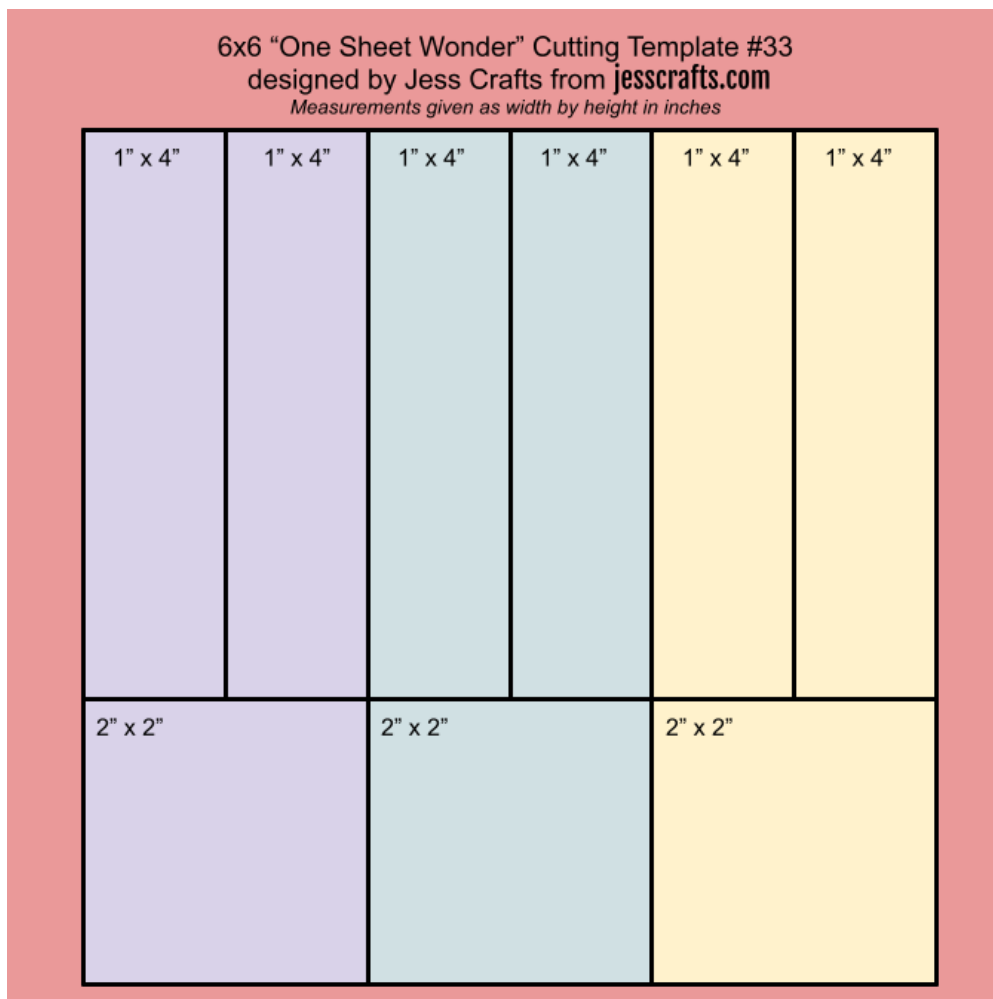 6x6 “One Sheet Wonder” Cutting Template #33
designed by Jess Crafts from jesscrafts.com
Measurements given as width by height in inches
1” x 4” 1” x 4” 1” x 4” 1” x 4” 1” x 4” 1” x 4”
2” x 2” 2” x 2” 2” x 2”